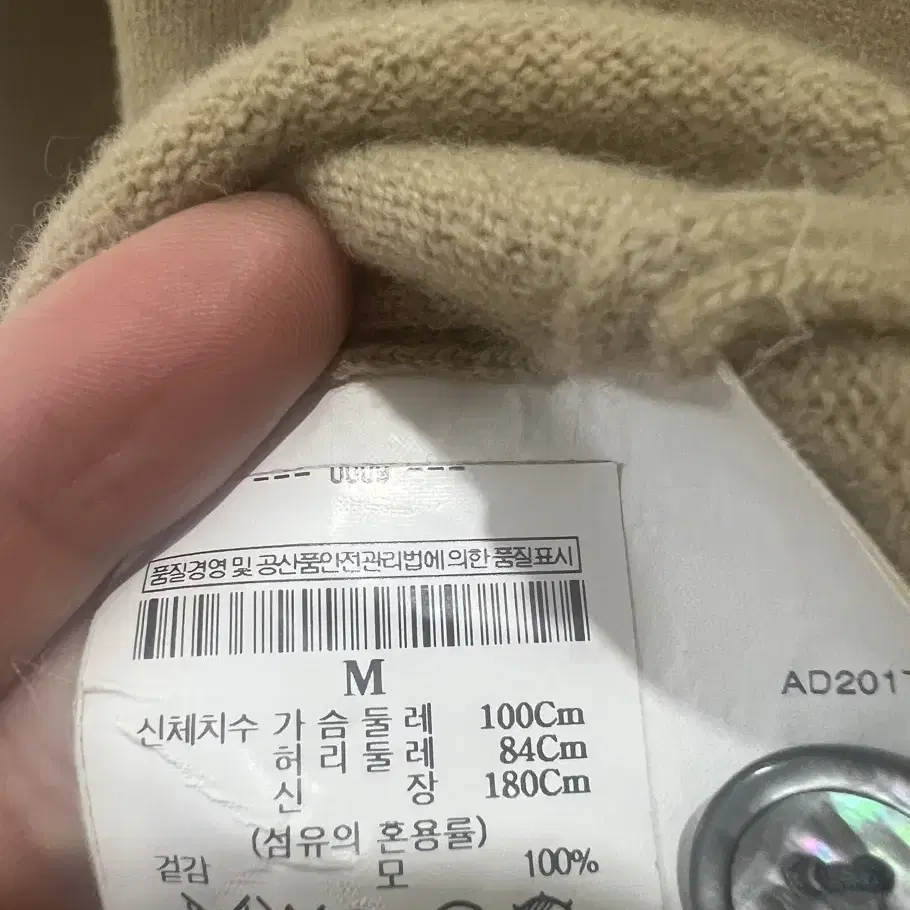 품질경영 및 공산품안전관리법에 의한 품질표시
M
신체치수 가슴둘레 100Cm
허리둘레 84Cm
신장 180Cm
(섬유의 혼용률)
겉감 모 100%
AD2017